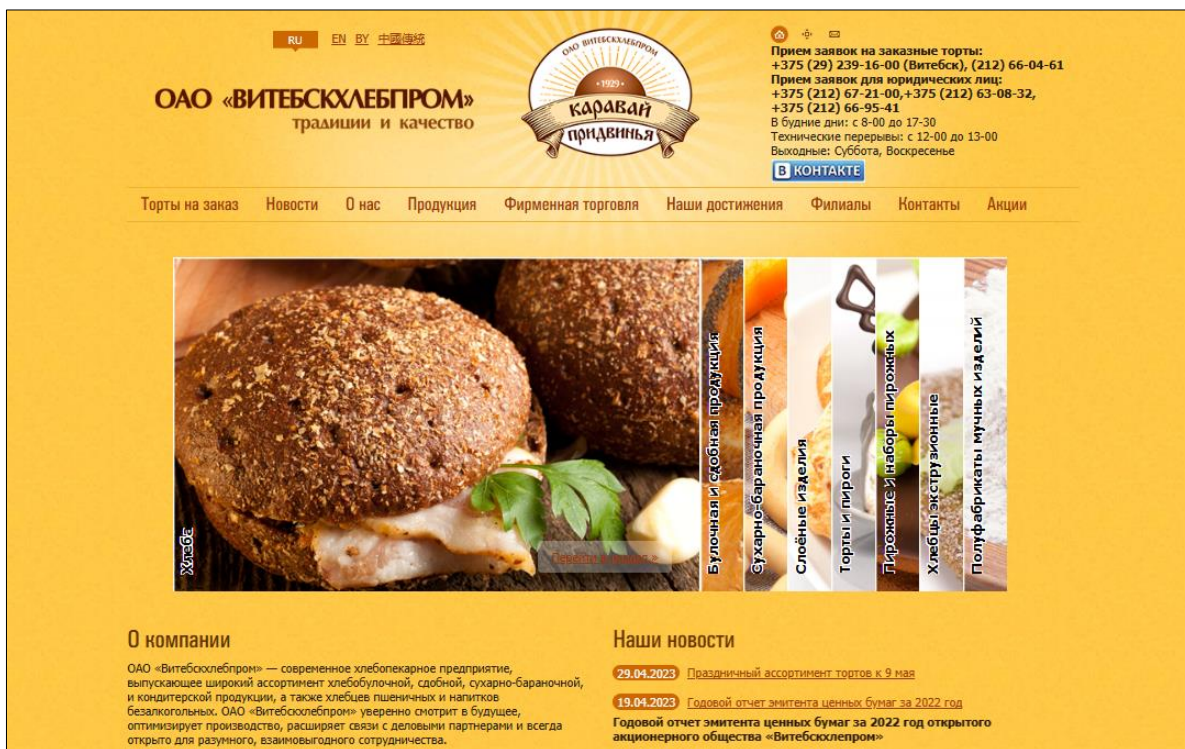 RU EN BY 中國傳統
ОАО «ВИТЕБСКХЛЕБПРОМ»
традиции и качество
ОАО ВИТЕБСКХЛЕБПРОМ
•1929•
каравай
придвинья
Прием заявок на заказные торты:
+375 (29) 239-16-00 (Витебск), (212) 66-04-61
Прием заявок для юридических лиц:
+375 (212) 67-21-00,+375 (212) 63-08-32,
+375 (212) 66-95-41
В будние дни: с 8-00 до 17-30
Технические перерывы: с 12-00 до 13-00
Выходные: Суббота, Воскресенье
В КОНТАКТЕ
Торты на заказ Новости О нас Продукция Фирменная торговля Наши достижения Филиалы Контакты Акции
Хлеба
Булочная и сдобная продукция
Сухарно-бараночная продукция
Слоёные изделия
Торты и пироги
Пирожные и наборы пирожных
Хлебцы экструзионные
Полуфабрикаты мучных изделий
О компании
ОАО «Витебскхлебпром» — современное хлебопекарное предприятие,
выпускающее широкий ассортимент хлебобулочной, сдобной, сухарно-бараночной,
и кондитерской продукции, а также хлебцев пшеничных и напитков
безалкогольных. ОАО «Витебскхлебпром» уверенно смотрит в будущее,
оптимизирует производство, расширяет связи с деловыми партнерами и всегда
открыто для разумного, взаимовыгодного сотрудничества.
Наши новости
29.04.2023 Праздничный ассортимент тортов к 9 мая
19.04.2023 Годовой отчет эмитента ценных бумаг за 2022 год
Годовой отчет эмитента ценных бумаг за 2022 год открытого
акционерного общества «Витебскхлепром»